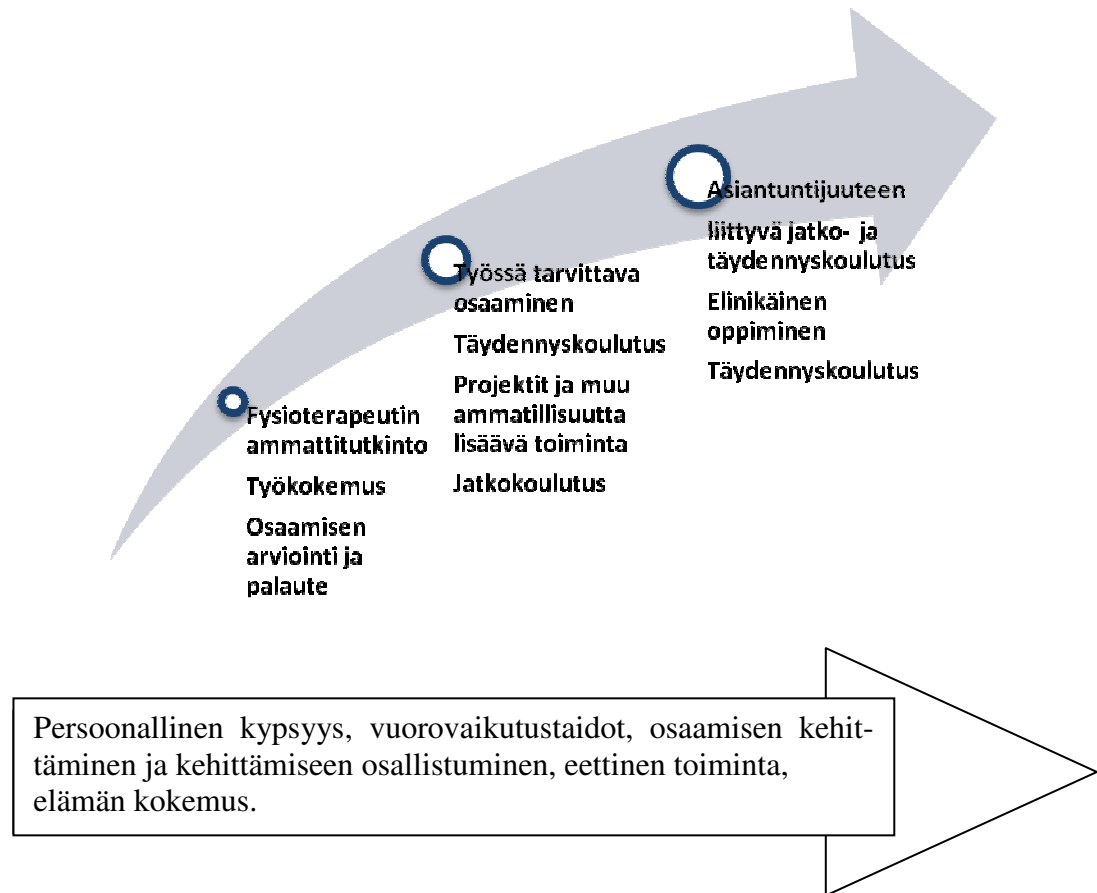 Fysioterapeutin
ammattitutkinto
Työkokemus
Osaamisen
arviointi ja
palaute
Työssä tarvittava
osaaminen
Täydennyskoulutus
Projektit ja muu
ammatillisuutta
lisäävä toiminta
Jatkokoulutus
Asiantuntijuuteen
liittyvä jatko- ja
täydennyskoulutus
Elinikäinen
oppiminen
Täydennyskoulutus
Persoonallinen kypsyys, vuorovaikutustaidot, osaamisen kehit-
täminen ja kehittämiseen osallistuminen, eettinen toiminta,
elämän kokemus.